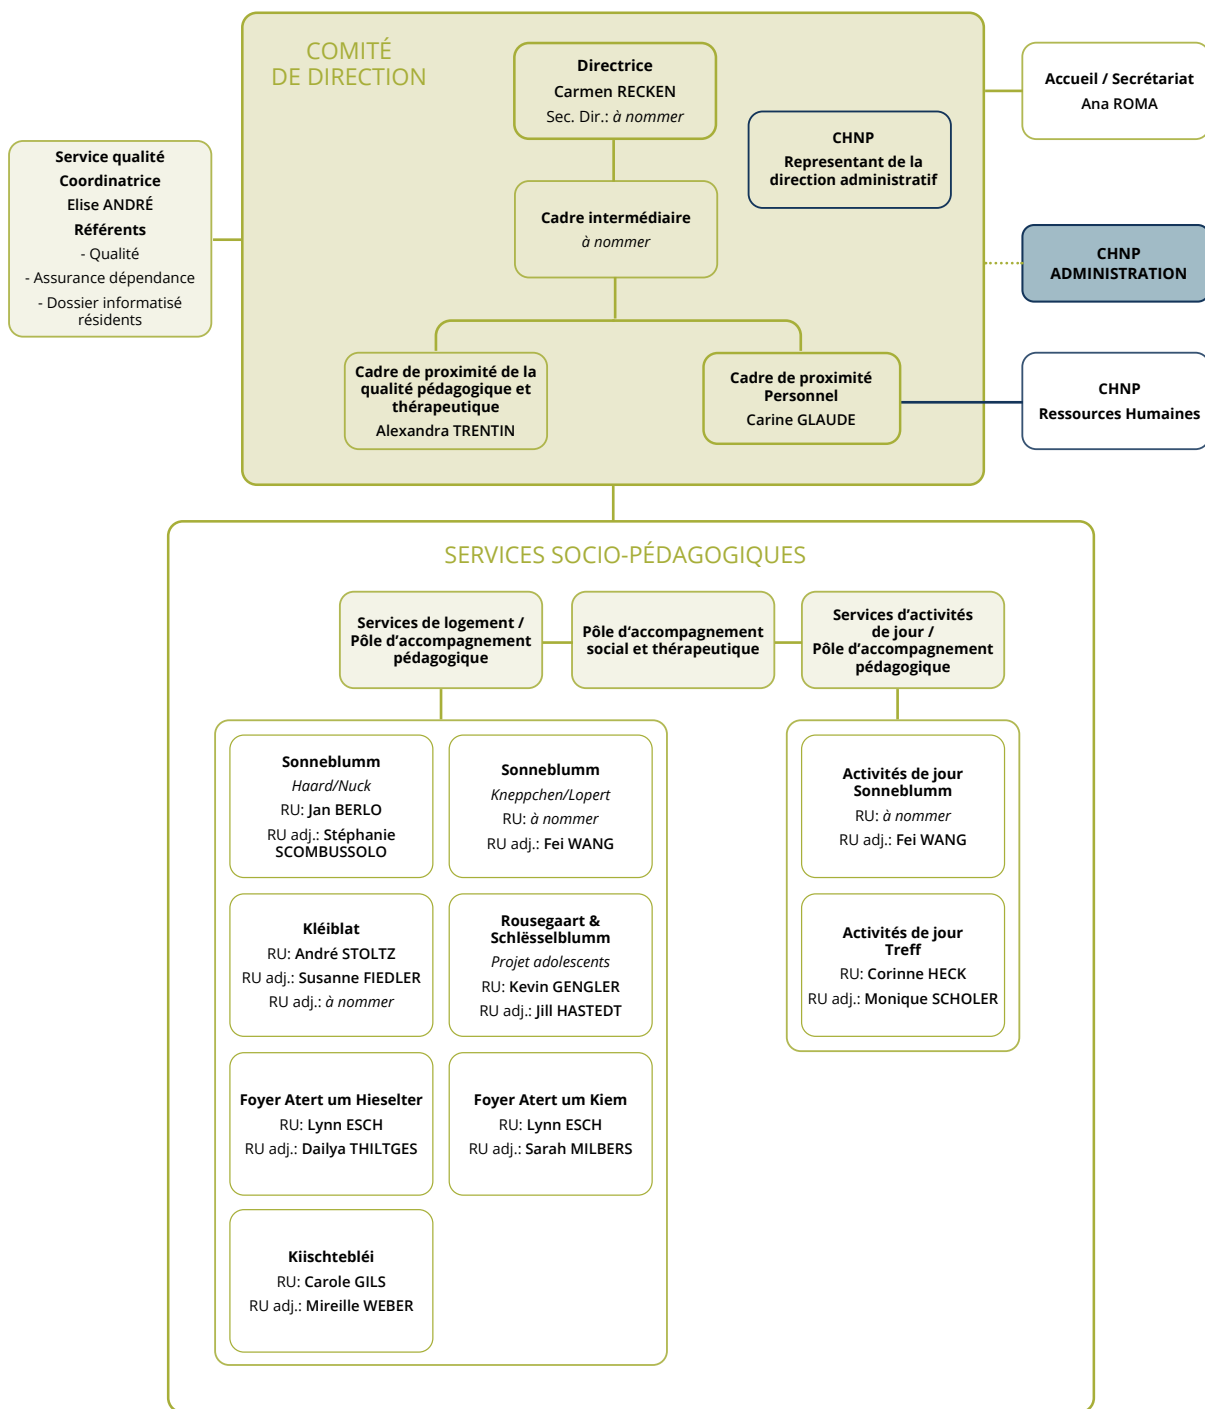 COMITÉ
DE DIRECTION
Directrice
Carmen RECKEN
Sec. Dir.: à nommer
CHNP
Representant de la
direction administratif
Cadre intermédiaire
à nommer
Cadre de proximité de la
qualité pédagogique et
thérapeutique
Alexandra TRENTIN
Cadre de proximité
Personnel
Carine GLAUDE
Service qualité
Coordinatrice
Elise ANDRÉ
Référents
- Qualité
- Assurance dépendance
- Dossier informatisé
résidents
Accueil / Secrétariat
Ana ROMA
CHNP
ADMINISTRATION
CHNP
Ressources Humaines
SERVICES SOCIO-PÉDAGOGIQUES
Services de logement /
Pôle d'accompagnement
pédagogique
Pôle d'accompagnement
social et thérapeutique
Services d'activités
de jour /
Pôle d'accompagnement
pédagogique
Sonneblumm
Haard/Nuck
RU: Jan BERLO
RU adj.: Stéphanie
SCOMBUSSOLO
Sonneblumm
Kneppchen/Lopert
RU: à nommer
RU adj.: Fei WANG
Kléiblat
RU: André STOLTZ
RU adj.: Susanne FIEDLER
RU adj.: à nommer
Rousegaart &
Schlësselblumm
Projet adolescents
RU: Kevin GENGLER
RU adj.: Jill HASTEDT
Foyer Atert um Hieselter
RU: Lynn ESCH
RU adj.: Dailya THILTGES
Foyer Atert um Kiem
RU: Lynn ESCH
RU adj.: Sarah MILBERS
Kiischtebléi
RU: Carole GILS
RU adj.: Mireille WEBER
Activités de jour
Sonneblumm
RU: à nommer
RU adj.: Fei WANG
Activités de jour
Treff
RU: Corinne HECK
RU adj.: Monique SCHOLER